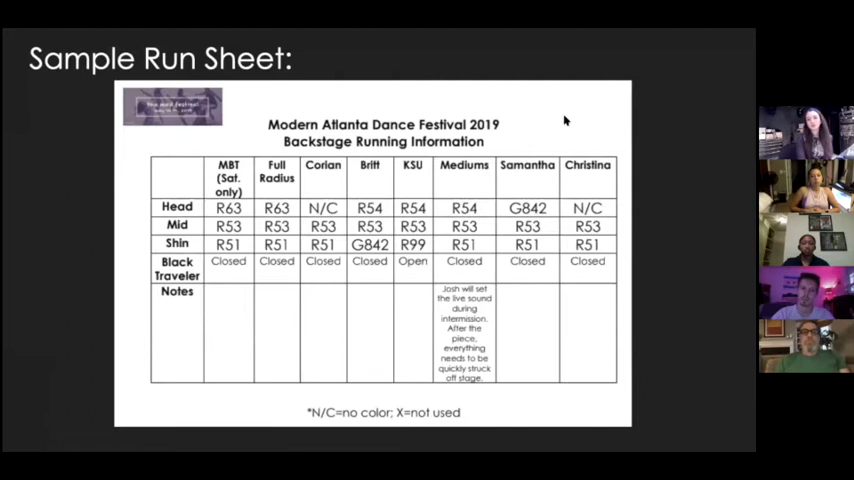 Sample Run Sheet:
Modern Atlanta Dance Festival 2019
Backstage Running Information
MBT (Sat. only) Full Radius Corian Britt KSU Mediums Samantha Christina
Head R63 R63 N/C R54 R54 R54 G842 N/C
Mid R53 R53 R53 R53 R53 R53 R53 R53
Shin R51 R51 R51 G842 R99 R51 R51 R51
Black Traveler Closed Closed Closed Closed Open Closed Closed Closed
Notes
Josh will set
the live sound
during
intermission.
After the
piece,
everything
needs to be
quickly struck
off stage.
*N/C=no color; X=not used